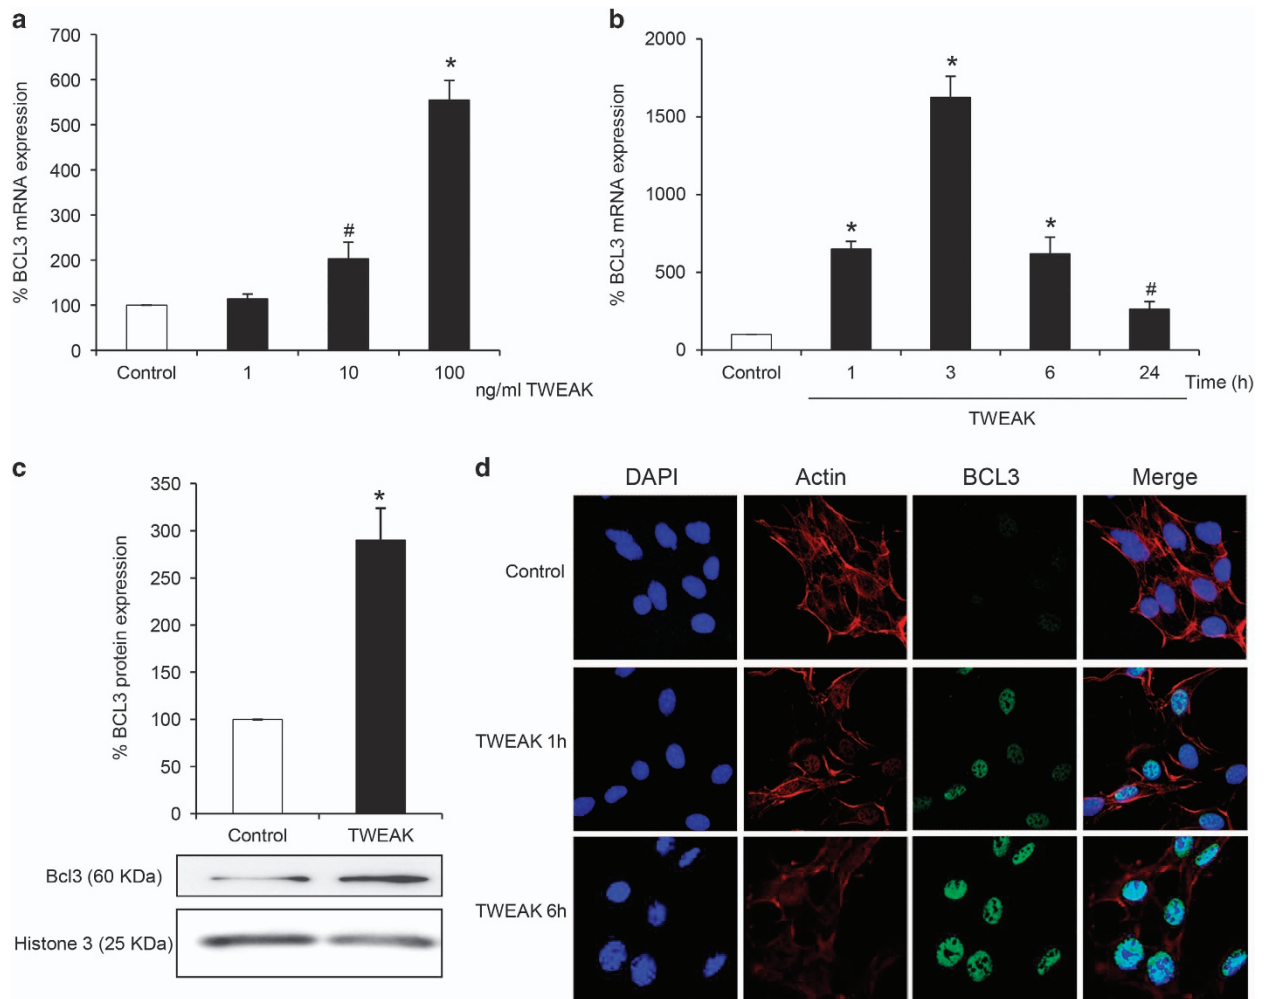 a
700
600
500
400
300
200
100
0
% BCL3 mRNA expression
#
*
Control 1 10 100
ng/ml TWEAK
b
2000
1500
1000
500
0
% BCL3 mRNA expression
*
*
*
#
Control 1 3 6 24 Time (h)
TWEAK
c
350
300
250
200
150
100
50
0
% BCL3 protein expression
*
Control TWEAK
Bcl3 (60 KDa)
Histone 3 (25 KDa)
d
DAPI Actin BCL3 Merge
Control
TWEAK 1h
TWEAK 6h